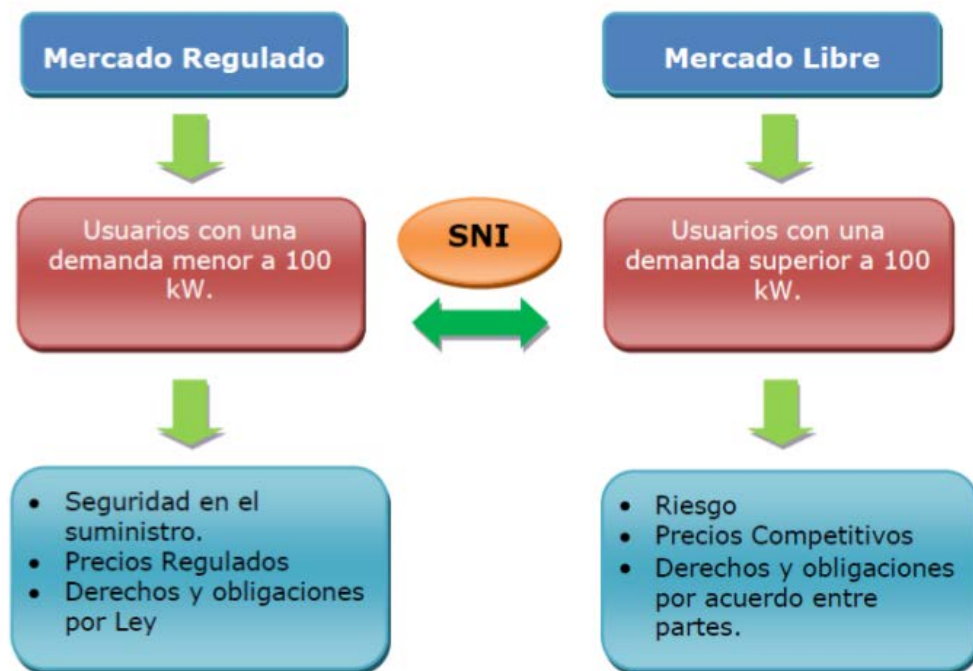 Mercado Regulado
Usuarios con una
demanda menor a 100
kW.
• Seguridad en el
suministro.
• Precios Regulados
• Derechos y obligaciones
por Ley
SNI
Mercado Libre
Usuarios con una
demanda superior a 100
kW.
• Riesgo
• Precios Competitivos
• Derechos y obligaciones
por acuerdo entre
partes.